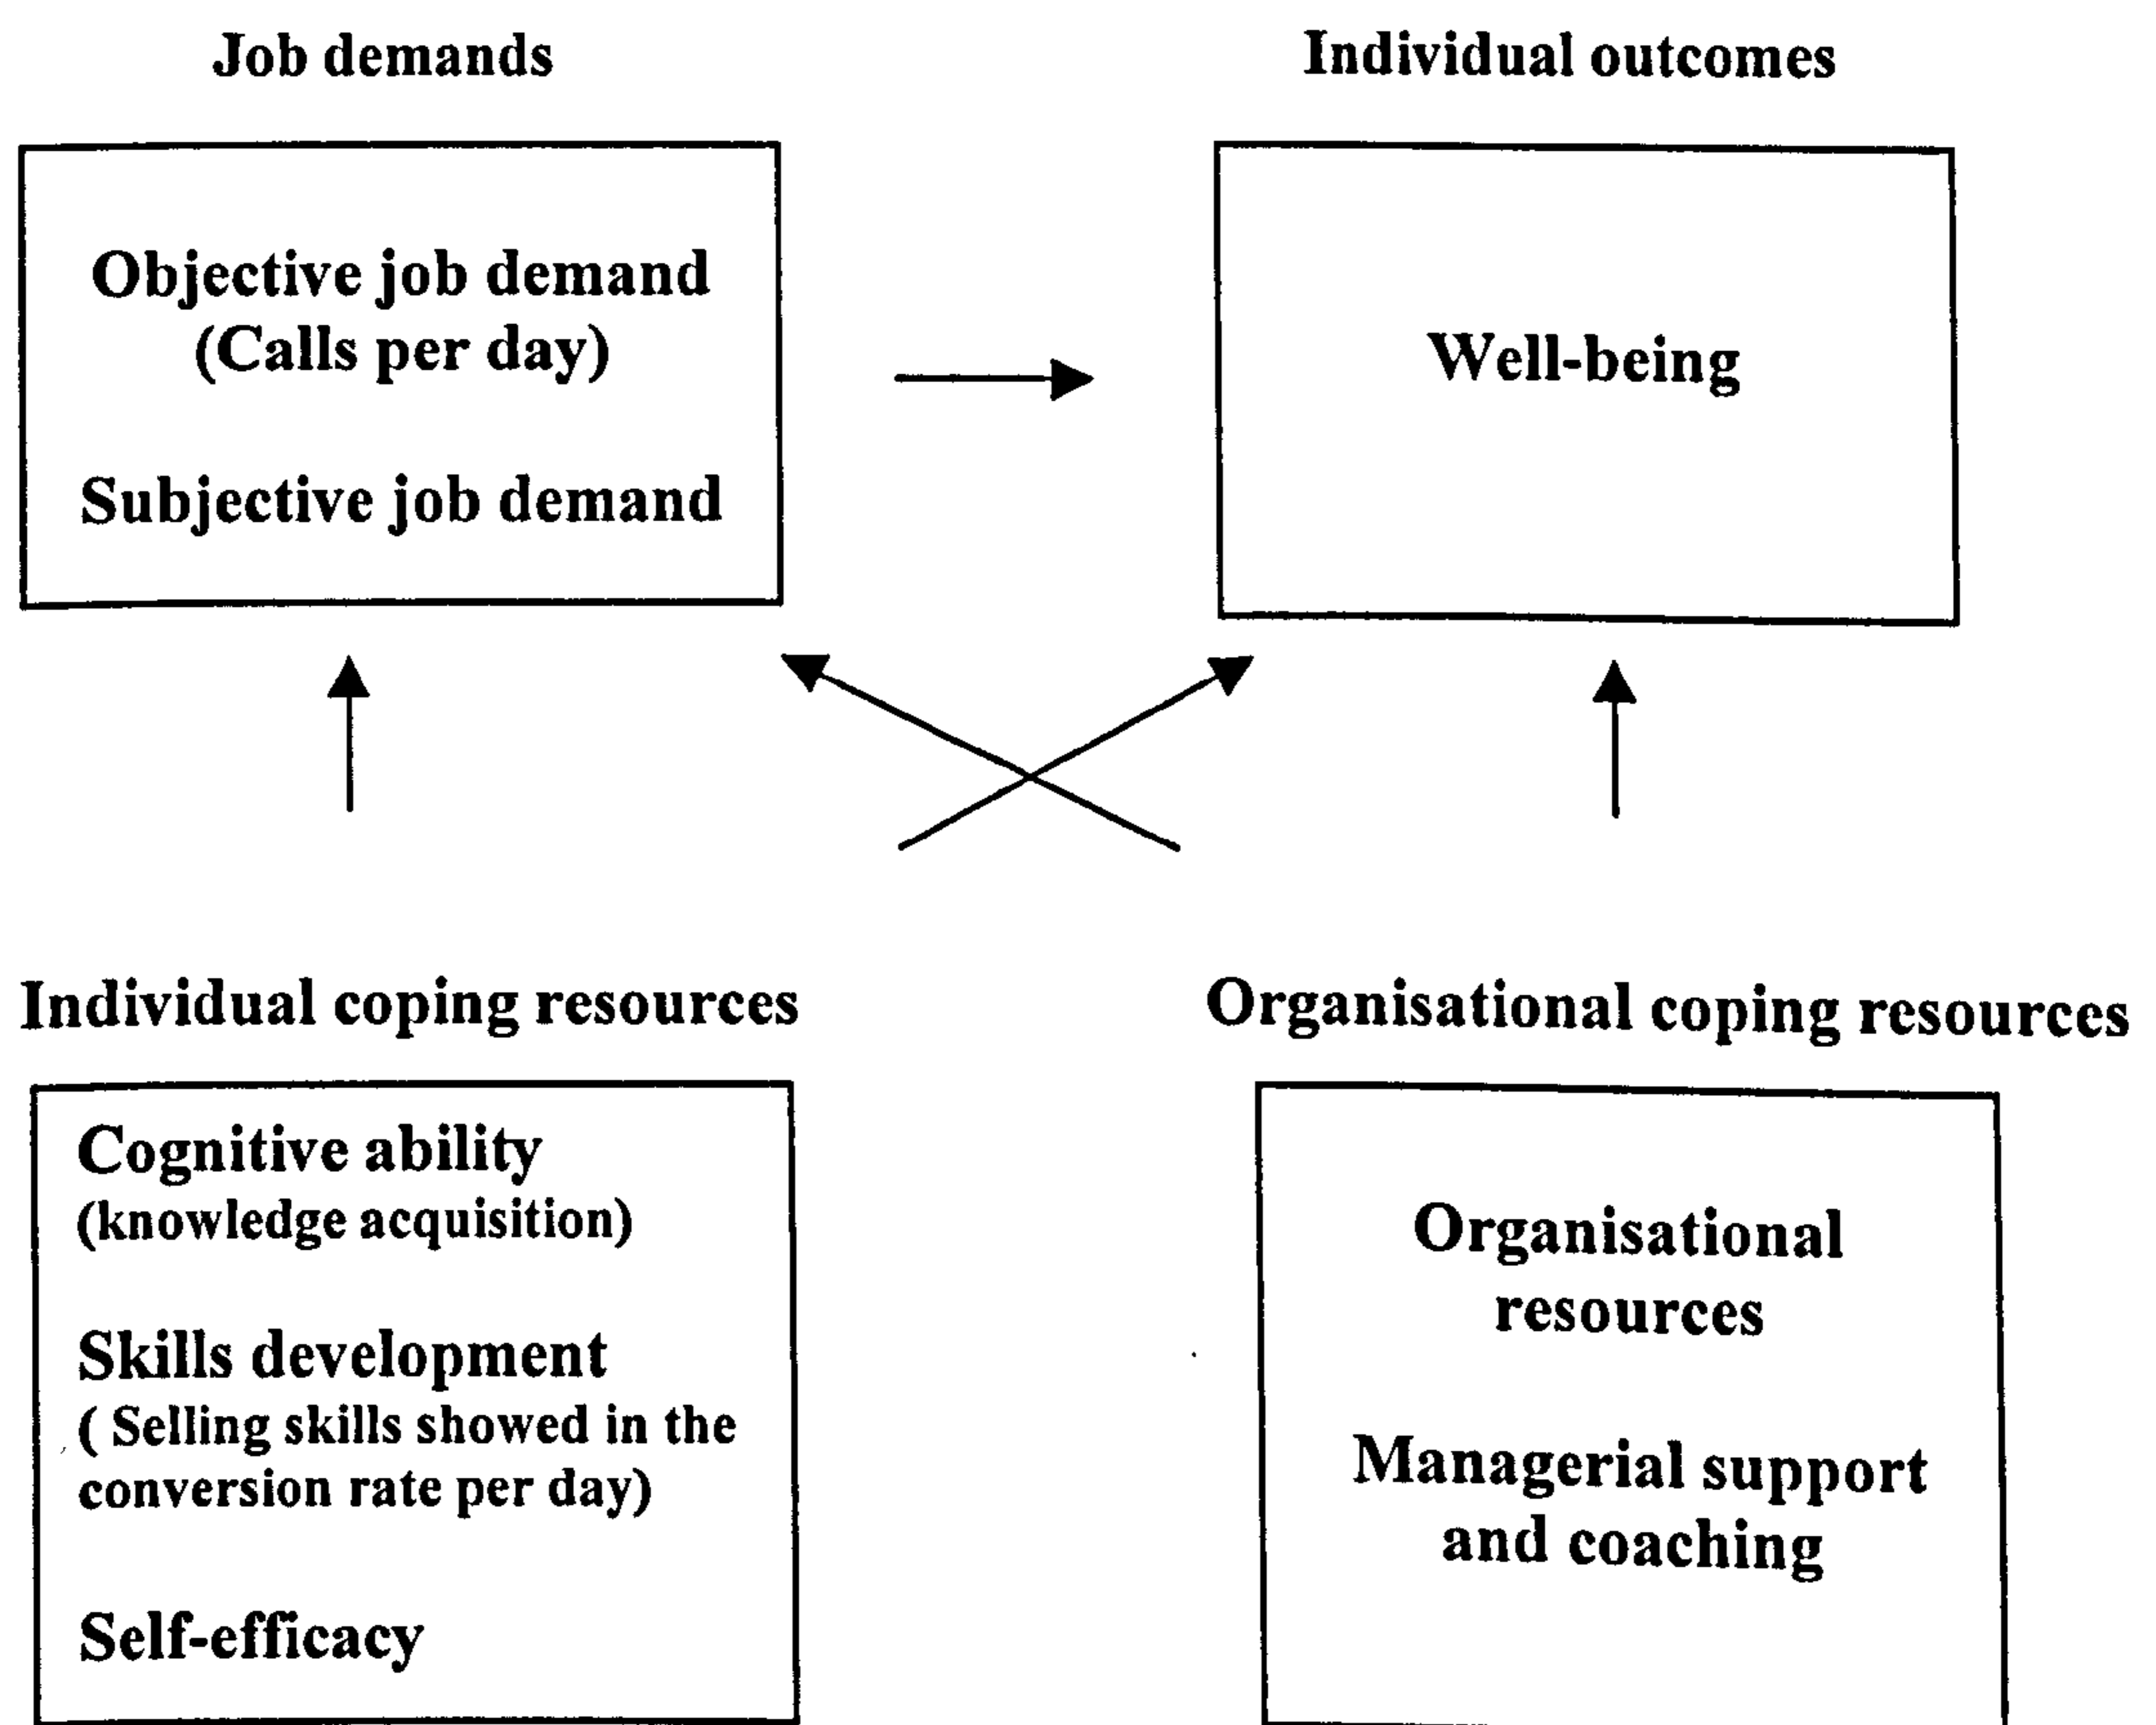 Job demands
Individual outcomes
Objective job demand
(Calls per day)
Subjective job demand
Well-being
Individual coping resources
Organisational coping resources
Cognitive ability
(knowledge acquisition)
Skills development
( Selling skills showed in the
conversion rate per day)
Self-efficacy
Organisational
resources
Managerial support
and coaching